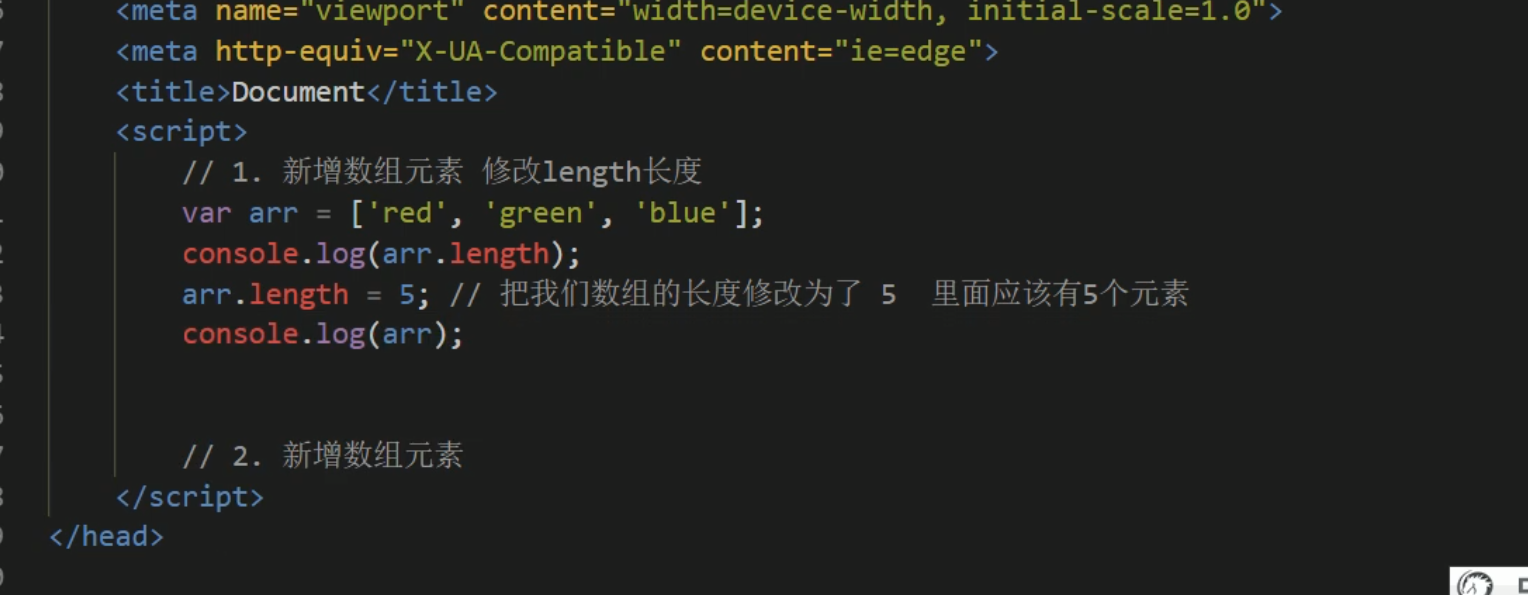 <meta name="viewport" content="width=device-width, initial-scale=1.0">
<meta http-equiv="X-UA-Compatible" content="ie=edge">
<title>Document</title>
<script>
// 1. 新增数组元素 修改length长度
var arr = ['red', 'green', 'blue'];
console.log(arr.length);
arr.length = 5; // 把我们数组的长度修改为了 5  里面应该有5个元素
console.log(arr);
// 2. 新增数组元素
</script>
</head>